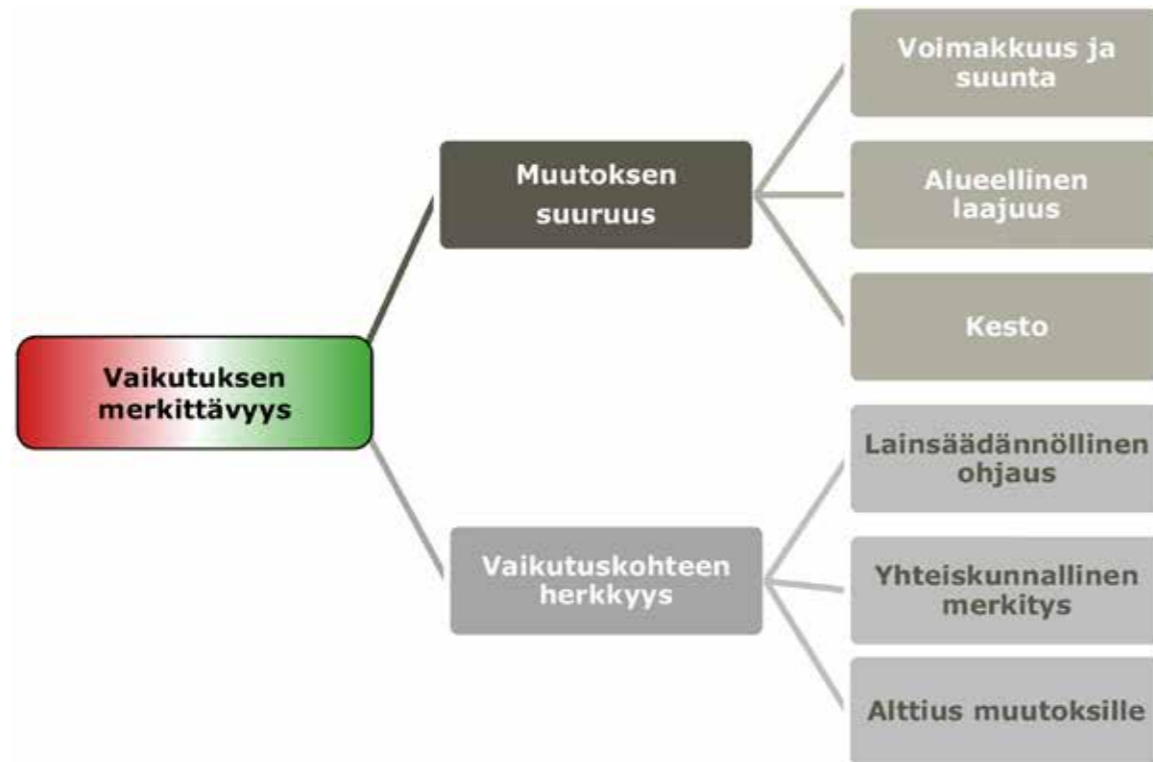 Voimakkuus ja
suunta
Muutoksen
suuruus
Alueellinen
laajuus
Kesto
Vaikutuksen
merkittävyys
Lainsäädännöllinen
ohjaus
Vaikutuskohteen
herkkyys
Yhteiskunnallinen
merkitys
Alttius muutoksille